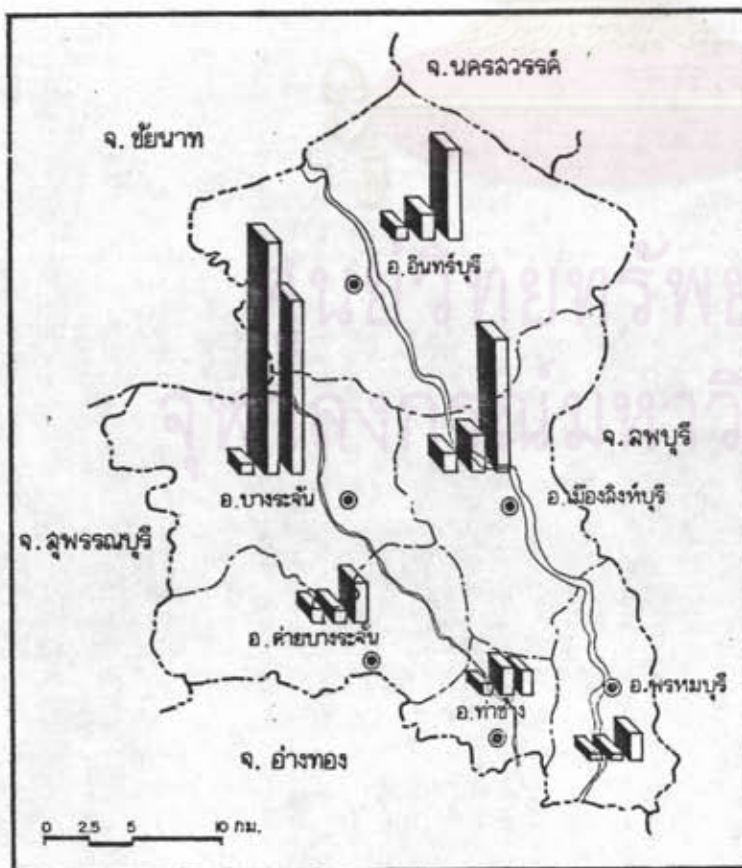 จ.นครสวรรค์
จ.ชัยนาท
อ.อินทร์บุรี
จ.ลพบุรี
อ.บางระจัน
อ.เมืองสิงห์บุรี
จ.สุพรรณบุรี
อ.ค่ายบางระจัน
อ.พรหมบุรี
อ.ท่าช้าง
จ. อ่างทอง
0 2.5 5 10 กม.